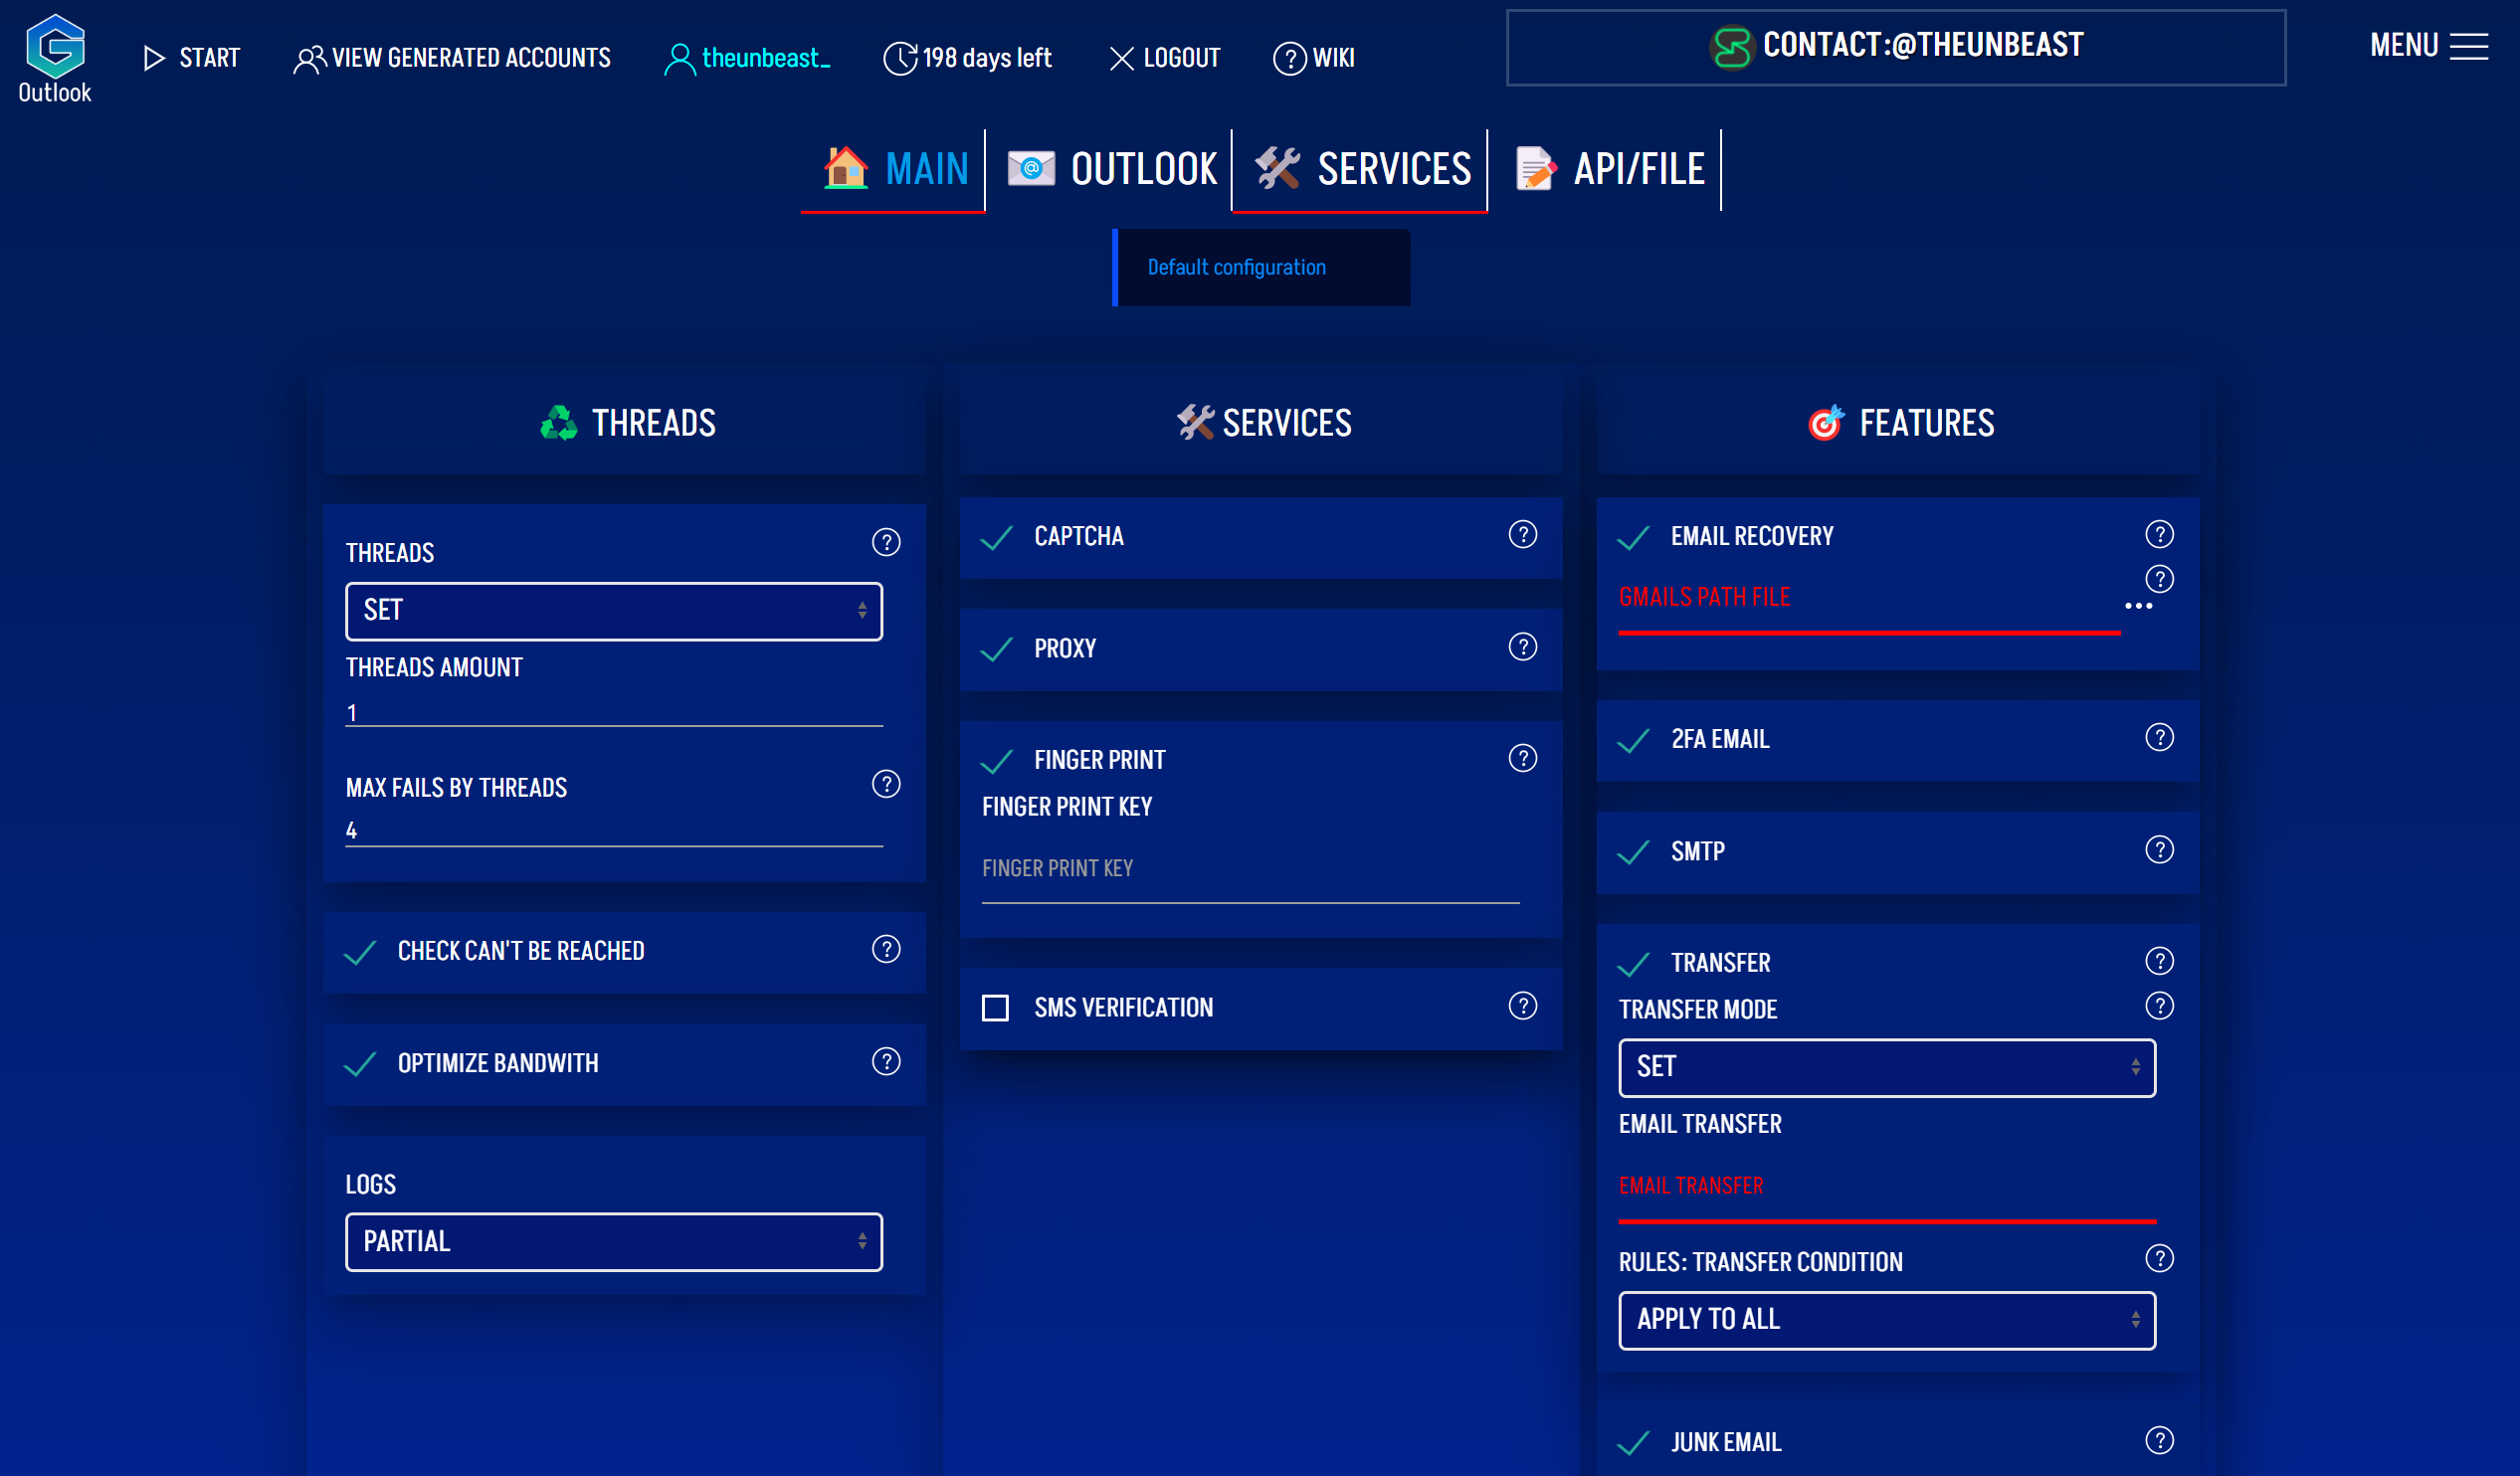 Outlook
START
VIEW GENERATED ACCOUNTS
theunbeast_
198 days left
LOGOUT
WIKI
CONTACT:@THEUNBEAST
MENU
MAIN
OUTLOOK
SERVICES
API/FILE
Default configuration
THREADS
THREADS
SET
THREADS AMOUNT
1
MAX FAILS BY THREADS
4
CHECK CAN'T BE REACHED
OPTIMIZE BANDWITH
LOGS
PARTIAL
SERVICES
CAPTCHA
PROXY
FINGER PRINT
FINGER PRINT KEY
FINGER PRINT KEY
SMS VERIFICATION
FEATURES
EMAIL RECOVERY
GMAILS PATH FILE
2FA EMAIL
SMTP
TRANSFER
TRANSFER MODE
SET
EMAIL TRANSFER
EMAIL TRANSFER
RULES: TRANSFER CONDITION
APPLY TO ALL
JUNK EMAIL